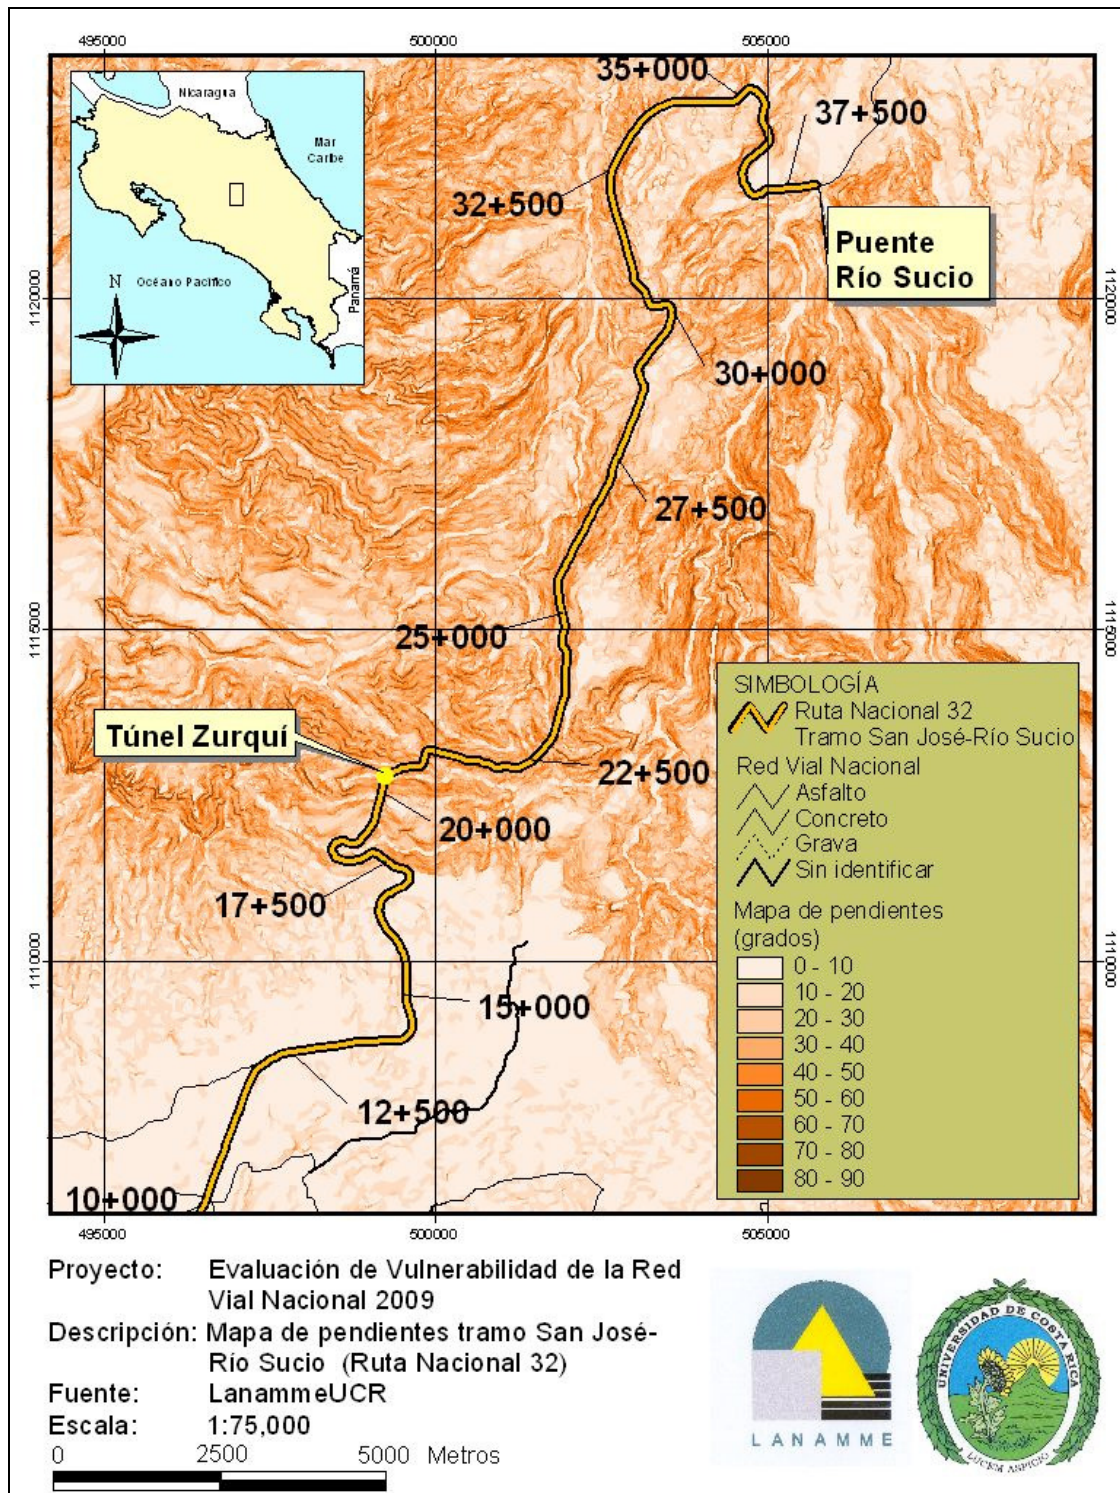 495000
500000
505000
35+000
Nicaragua
Mar
Caribe
37+500
32+500
Puente
Río Sucio
Océano Pacifico
Panamá
N
1120000
1120000
30+000
27+500
25+000
1115000
1115000
SIMBOLOGÍA
Ruta Nacional 32
Tramo San José-Río Sucio
Red Vial Nacional
Asfalto
Concreto
Grava
Sin identificar
Mapa de pendientes
(grados)
0 - 10
10 - 20
20 - 30
30 - 40
40 - 50
50 - 60
60 - 70
70 - 80
80 - 90
Túnel Zurquí
22+500
20+000
17+500
1110000
1110000
15+000
12+500
10+000
495000
500000
505000
Proyecto: Evaluación de Vulnerabilidad de la Red
Vial Nacional 2009
Descripción: Mapa de pendientes tramo San José-
Río Sucio (Ruta Nacional 32)
Fuente: LanammeUCR
Escala: 1:75,000
0 2500 5000 Metros
LANAMME
UNIVERSIDAD DE COSTA RICA
LUCEM ASPICIO